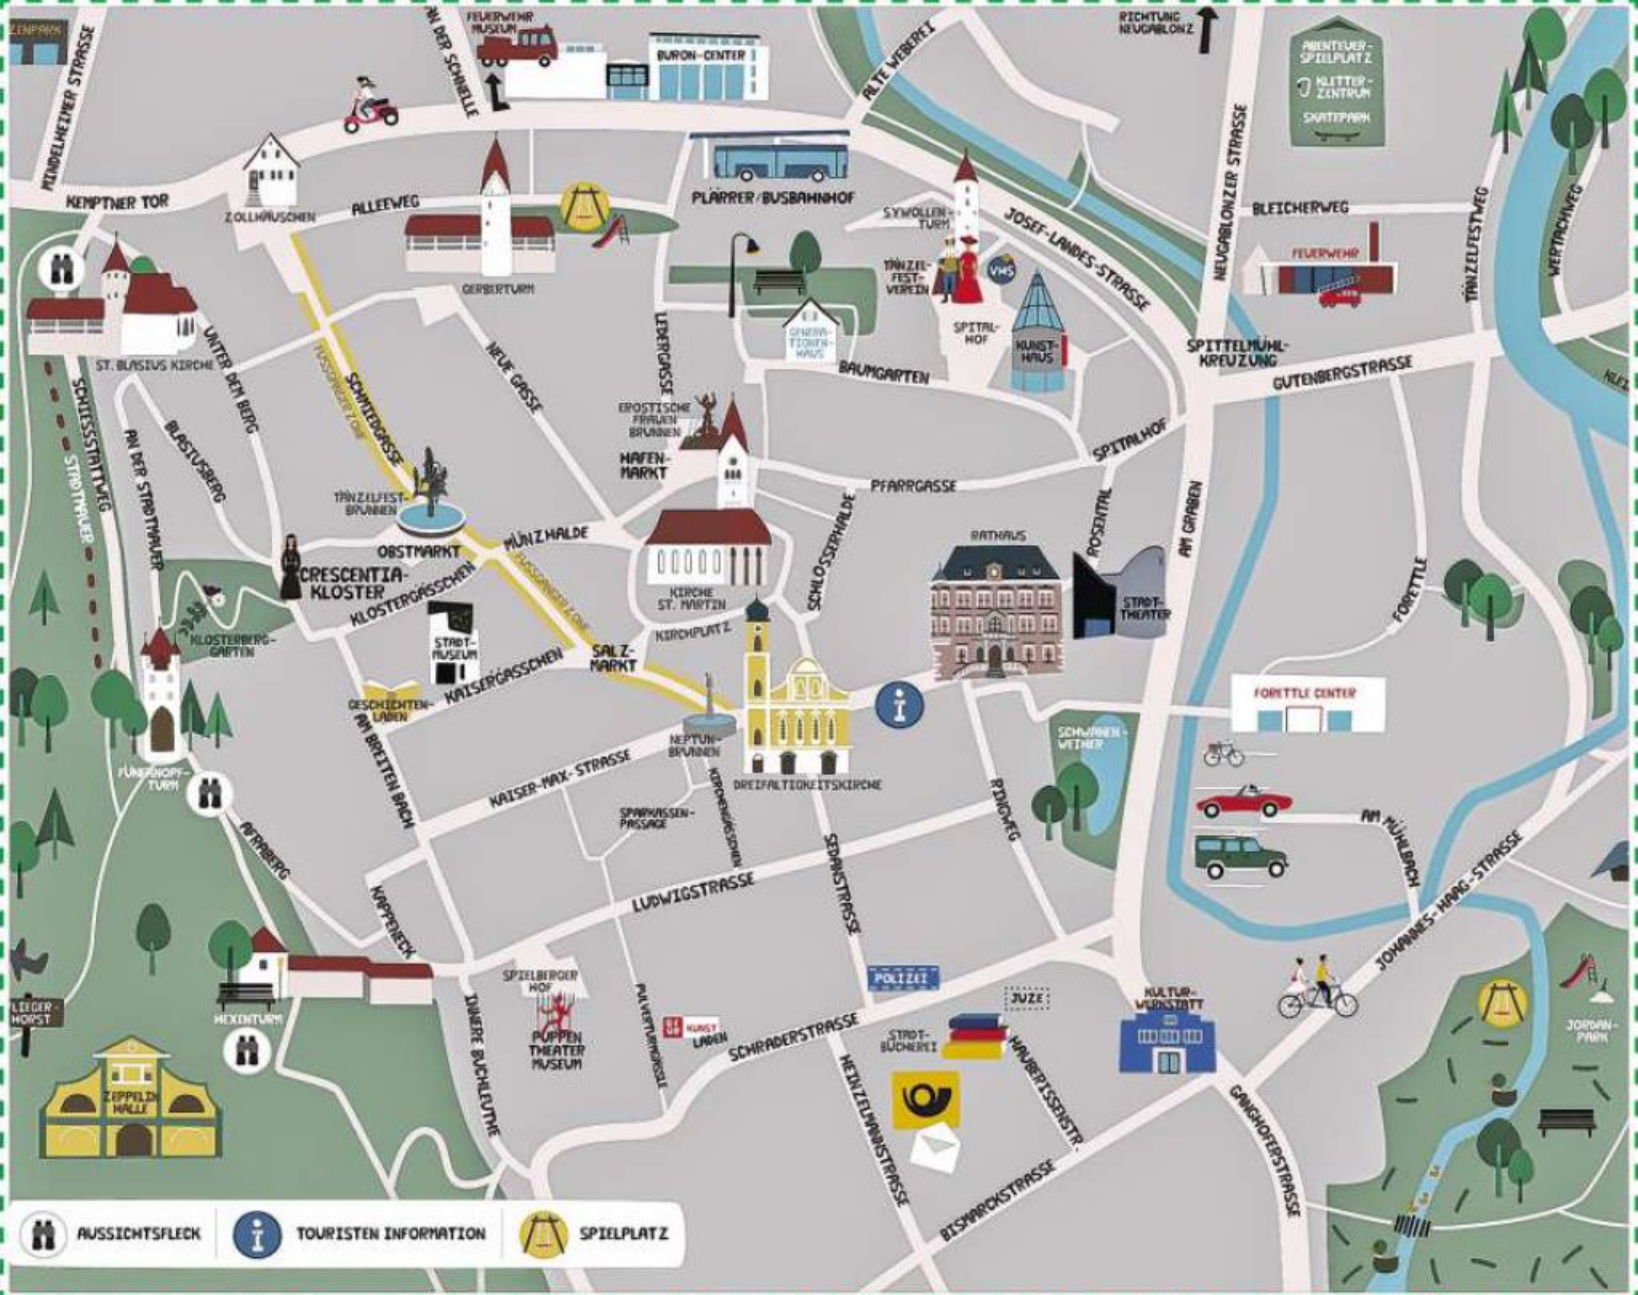 ZENPARK
MINDELHEIMER STRASSE
AN DER SCHNELLE
FEUERWEHR
MUSEUM
BURON-CENTER
ALTE WEBEREI
RICHTUNG
NEUGABLONZ
ABENTEUER-
SPIELPLATZ
KLETTER-
ZENTRUM
SKATEPARK
KEMPTNER TOR
ZOLLHÄUSCHEN
ALLEEWEG
GERBERTURM
PLÄRRER/BUSBAHNHOF
SYWOLLEN-
TURM
JOSEF-LANDES-STRASSE
NEUGABLONZER STRASSE
BLEICHERWEG
FEUERWEHR
TÄNZELFESTWEG
WERTACHWEG
TÄNZEL-
FEST-
VEREIN
VHS
SPITAL-
HOF
KUNST-
HAUS
GENERA-
TIONEN-
HAUS
BAUMGARTEN
SPITTELMÜHL-
KREUZUNG
GUTENBERGSTRASSE
ST. BLASIUS KIRCHE
UNTER DEM BERG
FUSSGÄNGERZONE
SCHMIEDGASSE
NEUE GASSE
LEDERGASSE
EROSTISCHE
FRAUEN
BRUNNEN
HAFEN-
MARKT
SCHIESSSTATTWEG
STADTMAUER
AN DER STADTMAUER
BLASIUSBERG
TÄNZELFEST-
BRUNNEN
OBSTMARKT
MÜNZHALDE
PFARRGASSE
SPITALHOF
ROSENTAL
AM GRABEN
SCHLOSSERHALDE
RATHAUS
STADT-
THEATER
FORETTLE
CRESCENTIA-
KLOSTER
KLOSTERGÄSSCHEN
FUSSGÄNGERZONE
KIRCHE
ST. MARTIN
KIRCHPLATZ
KLOSTERBERG-
GARTEN
STADT-
MUSEUM
KAISERGÄSSCHEN
SALZ-
MARKT
GESCHICHTEN-
LADEN
AM BREITEN BACH
FÜNFKNOPF-
TURM
NEPTUN-
BRUNNEN
DREIFALTIGKEITSKIRCHE
SCHWANEN-
WEIHER
FORETTLE CENTER
KAISER-MAX-STRASSE
SPARKASSEN-
PASSAGE
KIRCHENGÄSSCHEN
SEDANSTRASSE
RINGWEG
AM MÜHLBACH
JOHANNES-HAAG-STRASSE
AFRABERG
KAPPENECK
LUDWIGSTRASSE
SPIELBERGER
HOF
PUPPEN
THEATER
MUSEUM
PULVERTURMGÄSSLE
KUNST
LADEN
POLIZEI
JUZE
KULTUR-
WERKSTATT
SCHRADERSTRASSE
STADT-
BÜCHEREI
HAUBERISSENSTR.
HEINZELMANNSTRASSE
BISMARCKSTRASSE
GANGHOFERSTRASSE
JORDAN-
PARK
LIEGER-
HORST
HEXENTURM
INNERE BUCHLEUTHE
ZEPPELIN
HALLE
AUSSICHTSFLECK
TOURISTEN INFORMATION
SPIELPLATZ